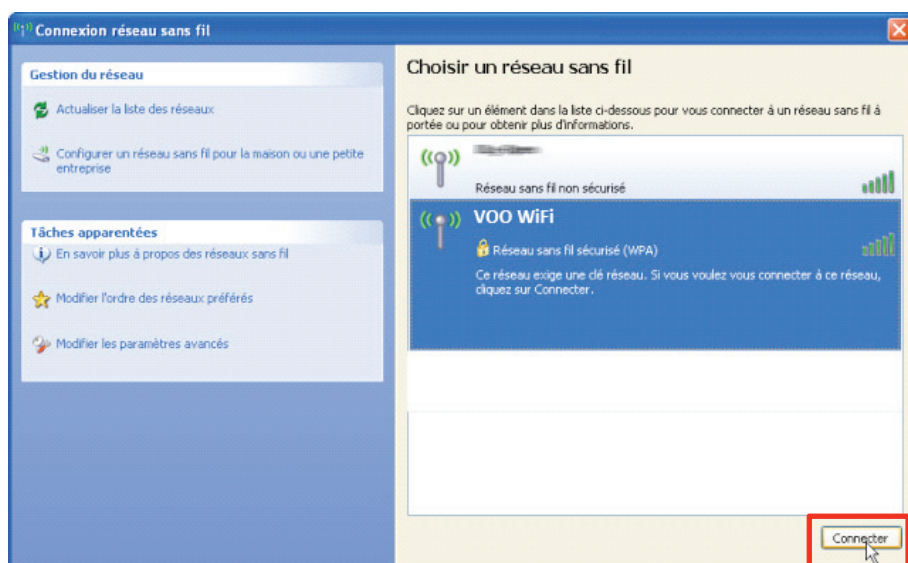 Connexion réseau sans fil
Gestion du réseau
Actualiser la liste des réseaux
Configurer un réseau sans fil pour la maison ou une petite
entreprise
Tâches apparentées
En savoir plus à propos des réseaux sans fil
Modifier l'ordre des réseaux préférés
Modifier les paramètres avancés
Choisir un réseau sans fil
Cliquez sur un élément dans la liste ci-dessous pour vous connecter à un réseau sans fil à
portée ou pour obtenir plus d'informations.
Réseau sans fil non sécurisé
VOO WiFi
Réseau sans fil sécurisé (WPA)
Ce réseau exige une clé réseau. Si vous voulez vous connecter à ce réseau,
cliquez sur Connecter.
Connecter